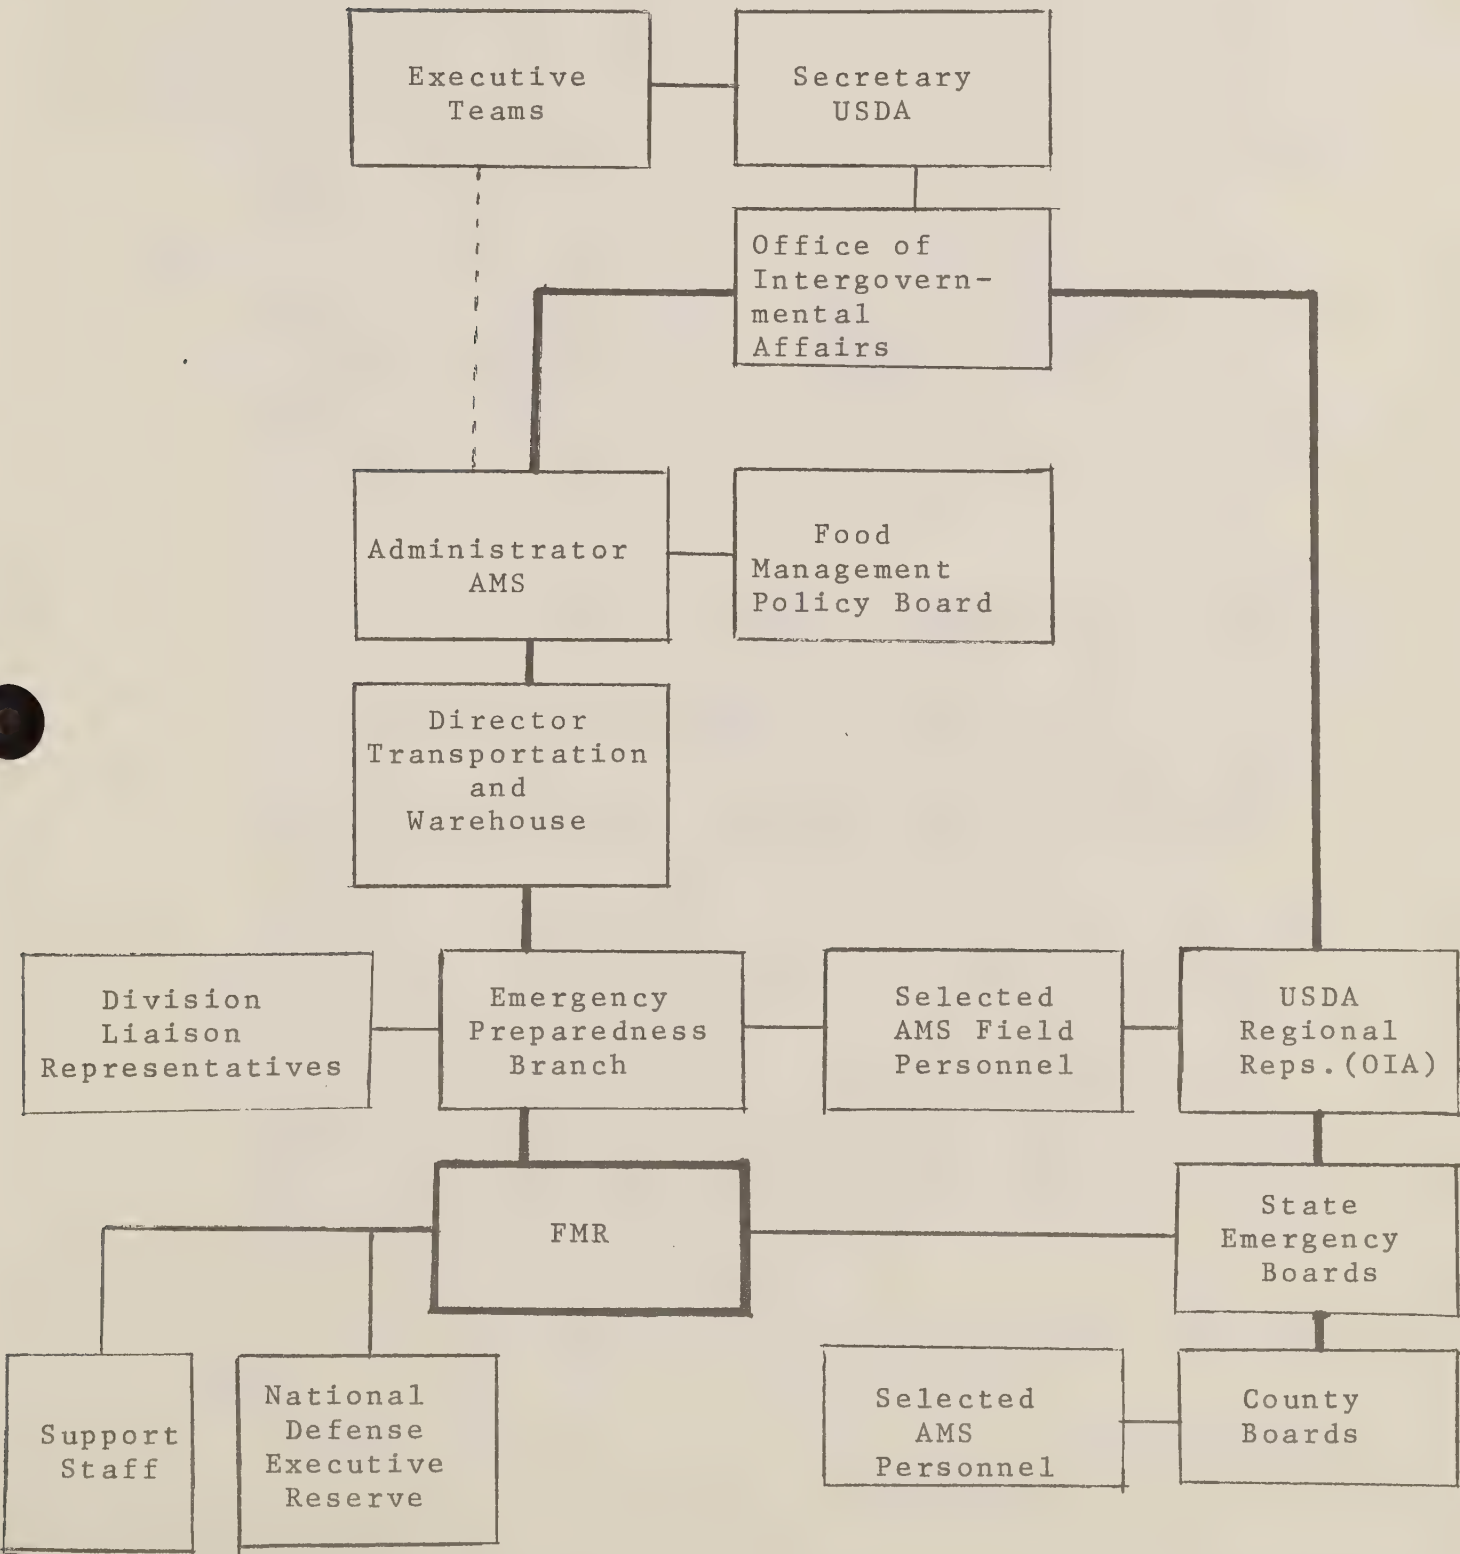 Executive
Teams
Secretary
USDA
Office of
Intergovern-
mental
Affairs
Administrator
AMS
Food
Management
Policy Board
Director
Transportation
and
Warehouse
Division
Liaison
Representatives
Emergency
Preparedness
Branch
Selected
AMS Field
Personnel
USDA
Regional
Reps.(OIA)
FMR
State
Emergency
Boards
Support
Staff
National
Defense
Executive
Reserve
Selected
AMS
Personnel
County
Boards